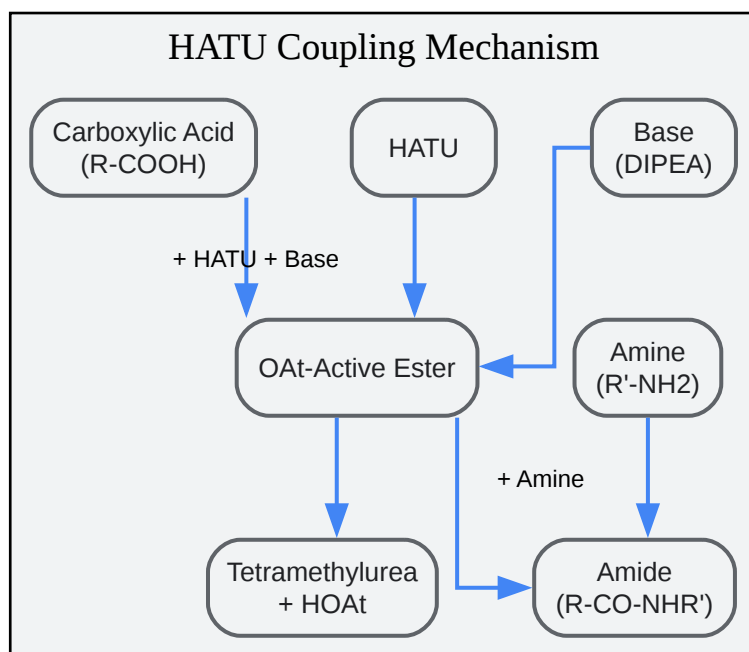 HATU Coupling Mechanism
Carboxylic Acid
(R-COOH)
HATU
Base
(DIPEA)
+ HATU + Base
OAt-Active Ester
Amine
(R'-NH2)
+ Amine
Tetramethylurea
+ HOAt
Amide
(R-CO-NHR')